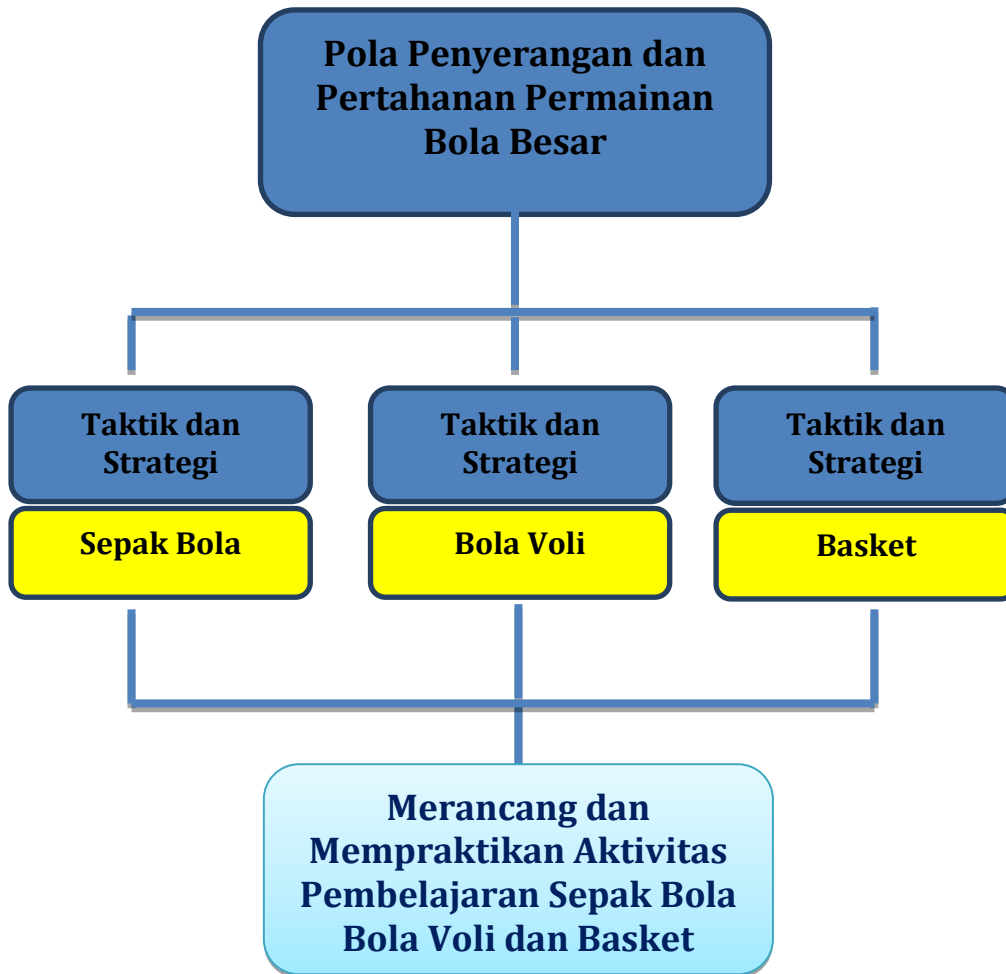 Pola Penyerangan dan
Pertahanan Permainan
Bola Besar
Taktik dan
Strategi
Sepak Bola
Taktik dan
Strategi
Bola Voli
Taktik dan
Strategi
Basket
Merancang dan
Mempraktikan Aktivitas
Pembelajaran Sepak Bola
Bola Voli dan Basket